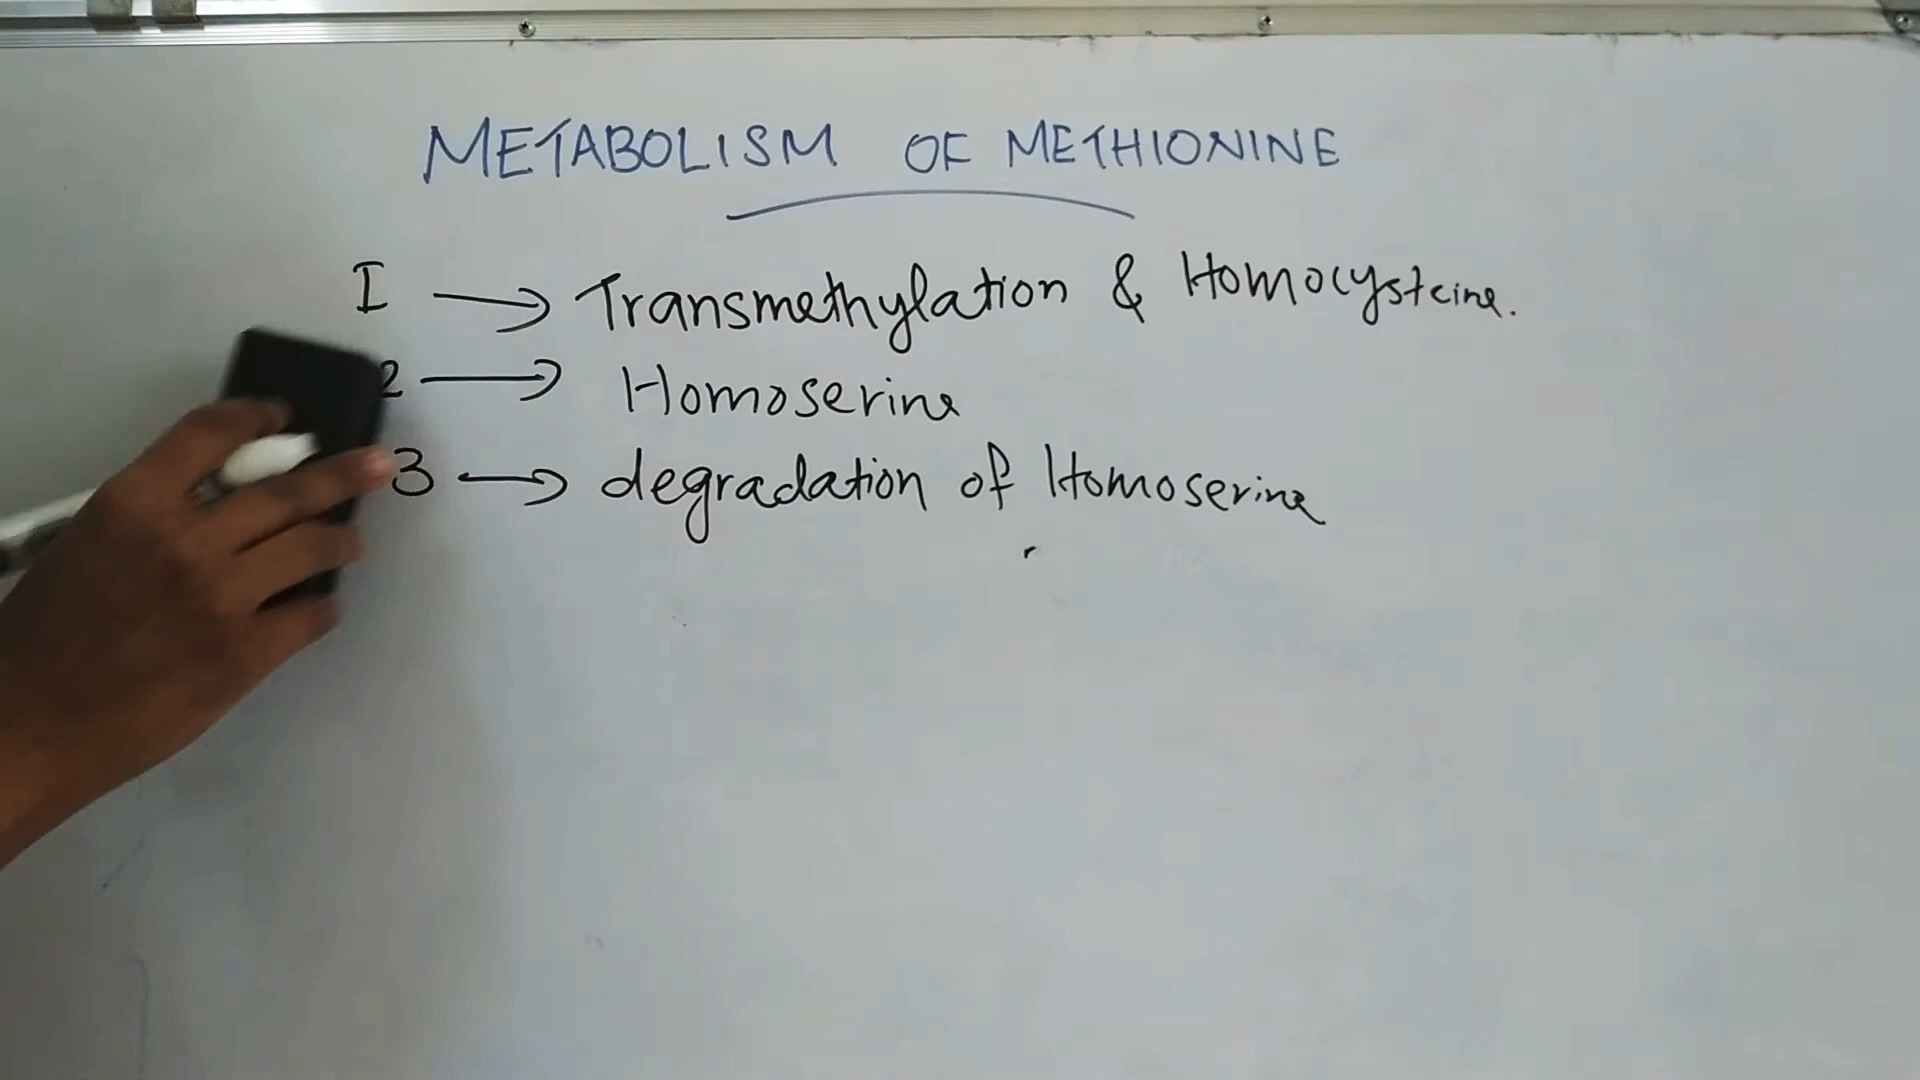 METABOLISM OF METHIONINE
I → Transmethylation & Homocysteine.
2 → Homoserine
3 → degradation of Homoserine